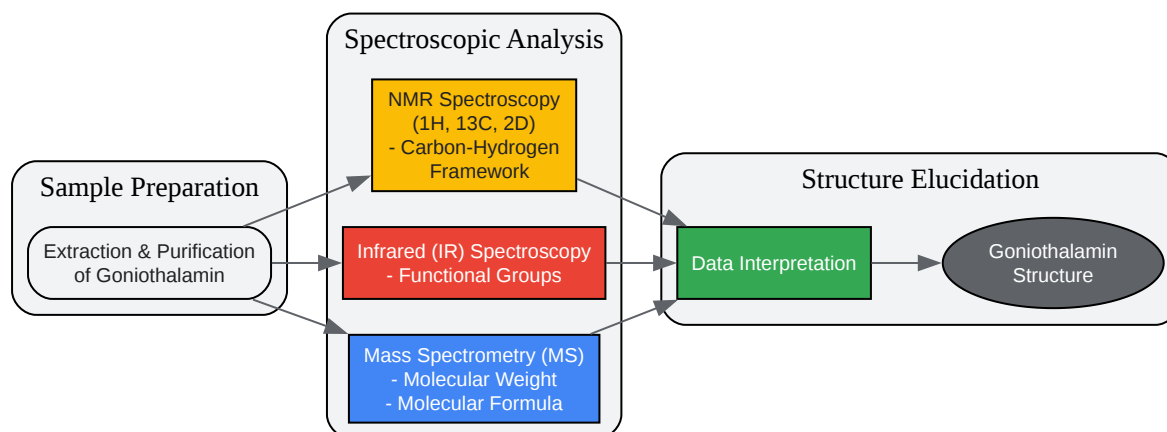 Sample Preparation
Extraction & Purification
of Goniothalamin
Spectroscopic Analysis
NMR Spectroscopy
(1H, 13C, 2D)
- Carbon-Hydrogen
Framework
Infrared (IR) Spectroscopy
- Functional Groups
Mass Spectrometry (MS)
- Molecular Weight
- Molecular Formula
Structure Elucidation
Data Interpretation
Goniothalamin
Structure